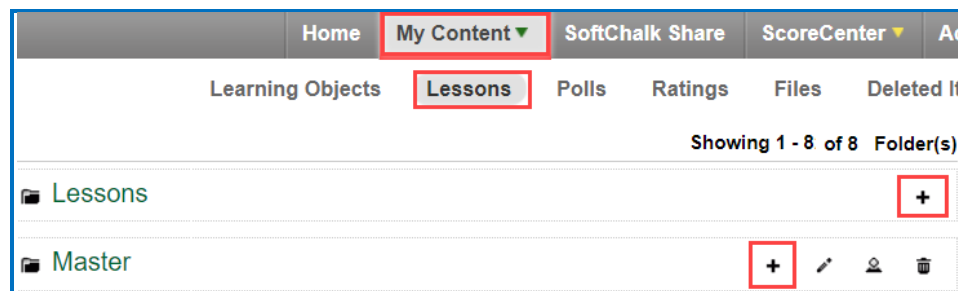 Home My Content SoftChalk Share ScoreCenter
Learning Objects Lessons Polls Ratings Files Deleted
Showing 1 - 8 of 8 Folder(s)
Lessons +
Master +